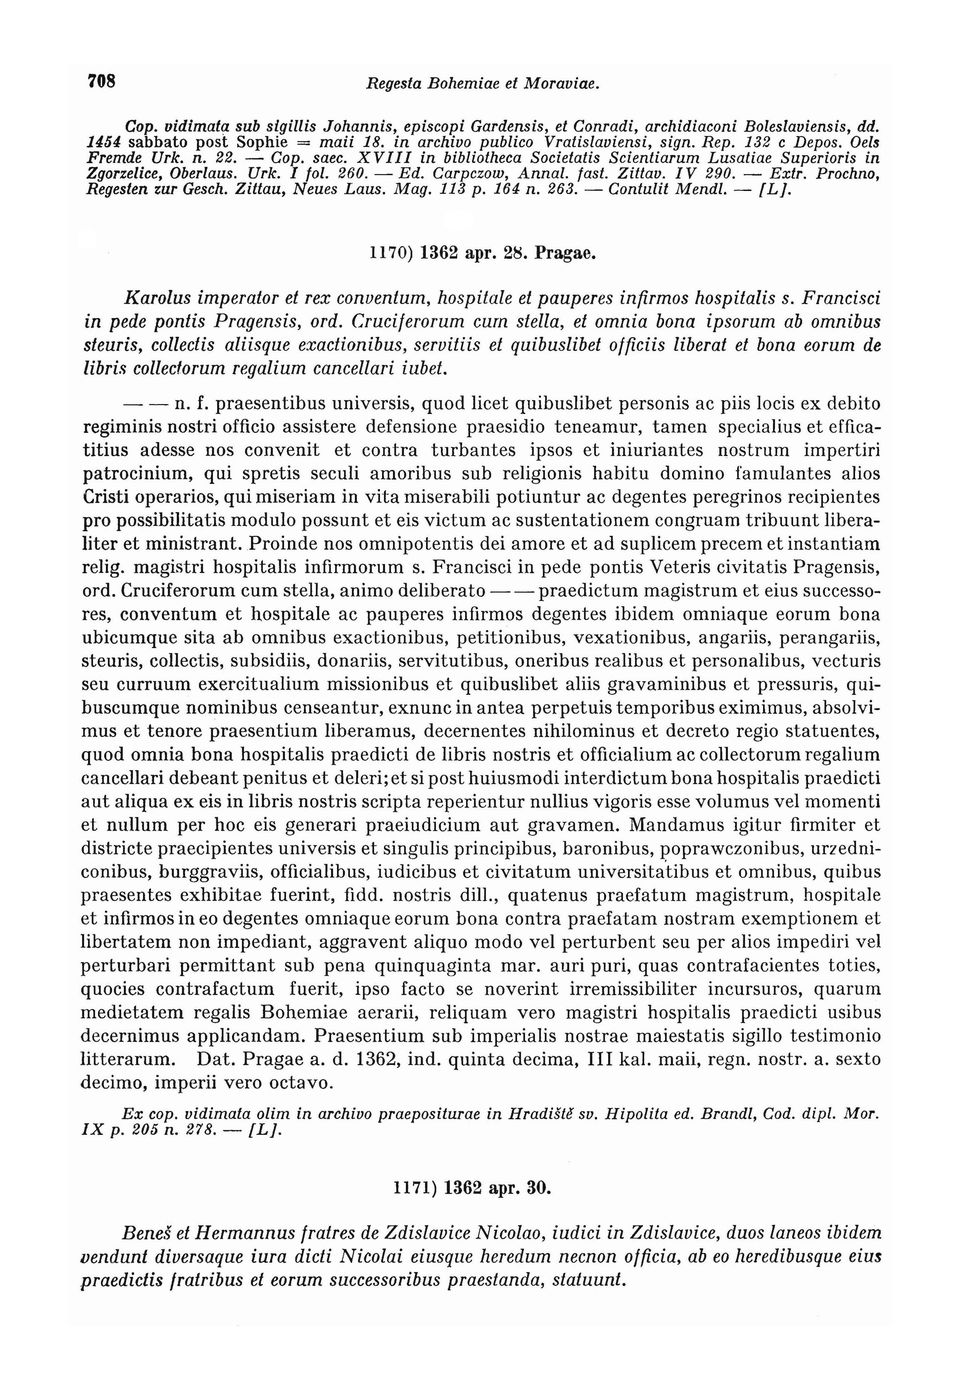 708 Regesta Bohemiae et Moraviae.
Cop. vidimata sub sigillis Johannis, episcopi Gardensis, et Conradi, archidiaconi Boleslaviensis, dd.
1454 sabbato post Sophie = maii 18. in archivo publico Vratislaviensi, sign. Rep. 132 c Depos. Oels
Fremde Urk. n. 22. — Cop. saec. XVIII in bibliotheca Societatis Scientiarum Lusatiae Superioris in
Zgorzelice, Oberlaus. Urk. I fol. 260. — Ed. Carpczow, Annal. fast. Zittav. IV 290. — Extr. Prochno,
Regesten zur Gesch. Zittau, Neues Laus. Mag. 113 p. 164 n. 263. — Contulit Mendl. — [L].
1170) 1362 apr. 28. Pragae.
Karolus imperator et rex conventum, hospitale et pauperes infirmos hospitalis s. Francisci
in pede pontis Pragensis, ord. Cruciferorum cum stella, et omnia bona ipsorum ab omnibus
steuris, collectis aliisque exactionibus, servitiis et quibuslibet officiis liberat et bona eorum de
libris collectorum regalium cancellari iubet.
— — n. f. praesentibus universis, quod licet quibuslibet personis ac piis locis ex debito
regiminis nostri officio assistere defensione praesidio teneamur, tamen specialius et effica-
titius adesse nos convenit et contra turbantes ipsos et iniuriantes nostrum impertiri
patrocinium, qui spretis seculi amoribus sub religionis habitu domino famulantes alios
Cristi operarios, qui miseriam in vita miserabili potiuntur ac degentes peregrinos recipientes
pro possibilitatis modulo possunt et eis victum ac sustentationem congruam tribuunt libera-
liter et ministrant. Proinde nos omnipotentis dei amore et ad suplicem precem et instantiam
relig. magistri hospitalis infirmorum s. Francisci in pede pontis Veteris civitatis Pragensis,
ord. Cruciferorum cum stella, animo deliberato — — praedictum magistrum et eius successo-
res, conventum et hospitale ac pauperes infirmos degentes ibidem omniaque eorum bona
ubicumque sita ab omnibus exactionibus, petitionibus, vexationibus, angariis, perangariis,
steuris, collectis, subsidiis, donariis, servitutibus, oneribus realibus et personalibus, vecturis
seu curruum exercitualium missionibus et quibuslibet aliis gravaminibus et pressuris, qui-
buscumque nominibus censeantur, exnunc in antea perpetuis temporibus eximimus, absolvi-
mus et tenore praesentium liberamus, decernentes nihilominus et decreto regio statuentes,
quod omnia bona hospitalis praedicti de libris nostris et officialium ac collectorum regalium
cancellari debeant penitus et deleri; et si post huiusmodi interdictum bona hospitalis praedicti
aut aliqua ex eis in libris nostris scripta reperientur nullius vigoris esse volumus vel momenti
et nullum per hoc eis generari praeiudicium aut gravamen. Mandamus igitur firmiter et
districte praecipientes universis et singulis principibus, baronibus, poprawczonibus, urzedni-
conibus, burggraviis, officialibus, iudicibus et civitatum universitatibus et omnibus, quibus
praesentes exhibitae fuerint, fidd. nostris dill., quatenus praefatum magistrum, hospitale
et infirmos in eo degentes omniaque eorum bona contra praefatam nostram exemptionem et
libertatem non impediant, aggravent aliquo modo vel perturbent seu per alios impediri vel
perturbari permittant sub pena quinquaginta mar. auri puri, quas contrafacientes toties,
quocies contrafactum fuerit, ipso facto se noverint irremissibiliter incursuros, quarum
medietatem regalis Bohemiae aerarii, reliquam vero magistri hospitalis praedicti usibus
decernimus applicandam. Praesentium sub imperialis nostrae maiestatis sigillo testimonio
litterarum. Dat. Pragae a. d. 1362, ind. quinta decima, III kal. maii, regn. nostr. a. sexto
decimo, imperii vero octavo.
Ex cop. vidimata olim in archivo praepositurae in Hradiště sv. Hipolita ed. Brandl, Cod. dipl. Mor.
IX p. 205 n. 278. — [L].
1171) 1362 apr. 30.
Beneš et Hermannus fratres de Zdislavice Nicolao, iudici in Zdislavice, duos laneos ibidem
vendunt diversaque iura dicti Nicolai eiusque heredum necnon officia, ab eo heredibusque eius
praedictis fratribus et eorum successoribus praestanda, statuunt.